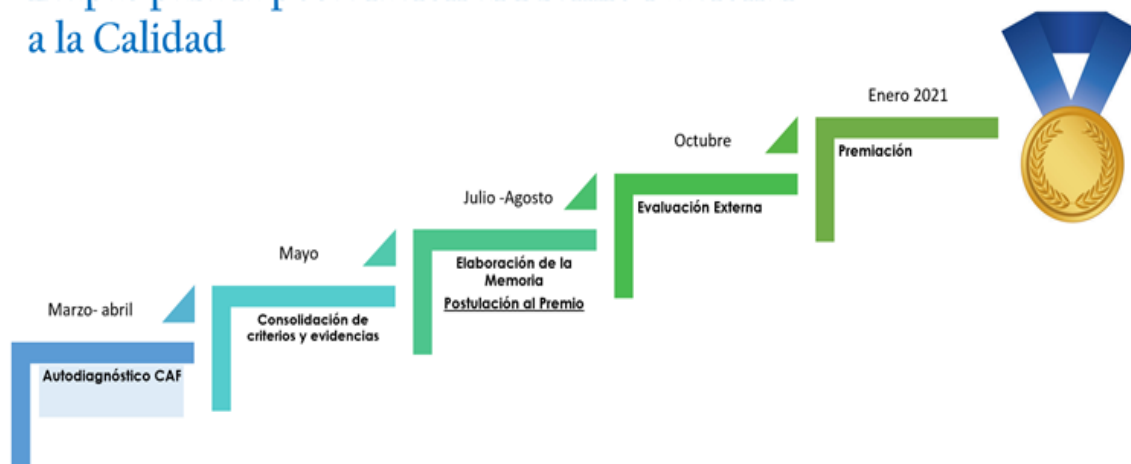 a la Calidad
Enero 2021
Premiación
Octubre
Evaluación Externa
Julio -Agosto
Elaboración de la
Memoria
Postulación al Premio
Mayo
Consolidación de
criterios y evidencias
Marzo- abril
Autodiagnóstico CAF